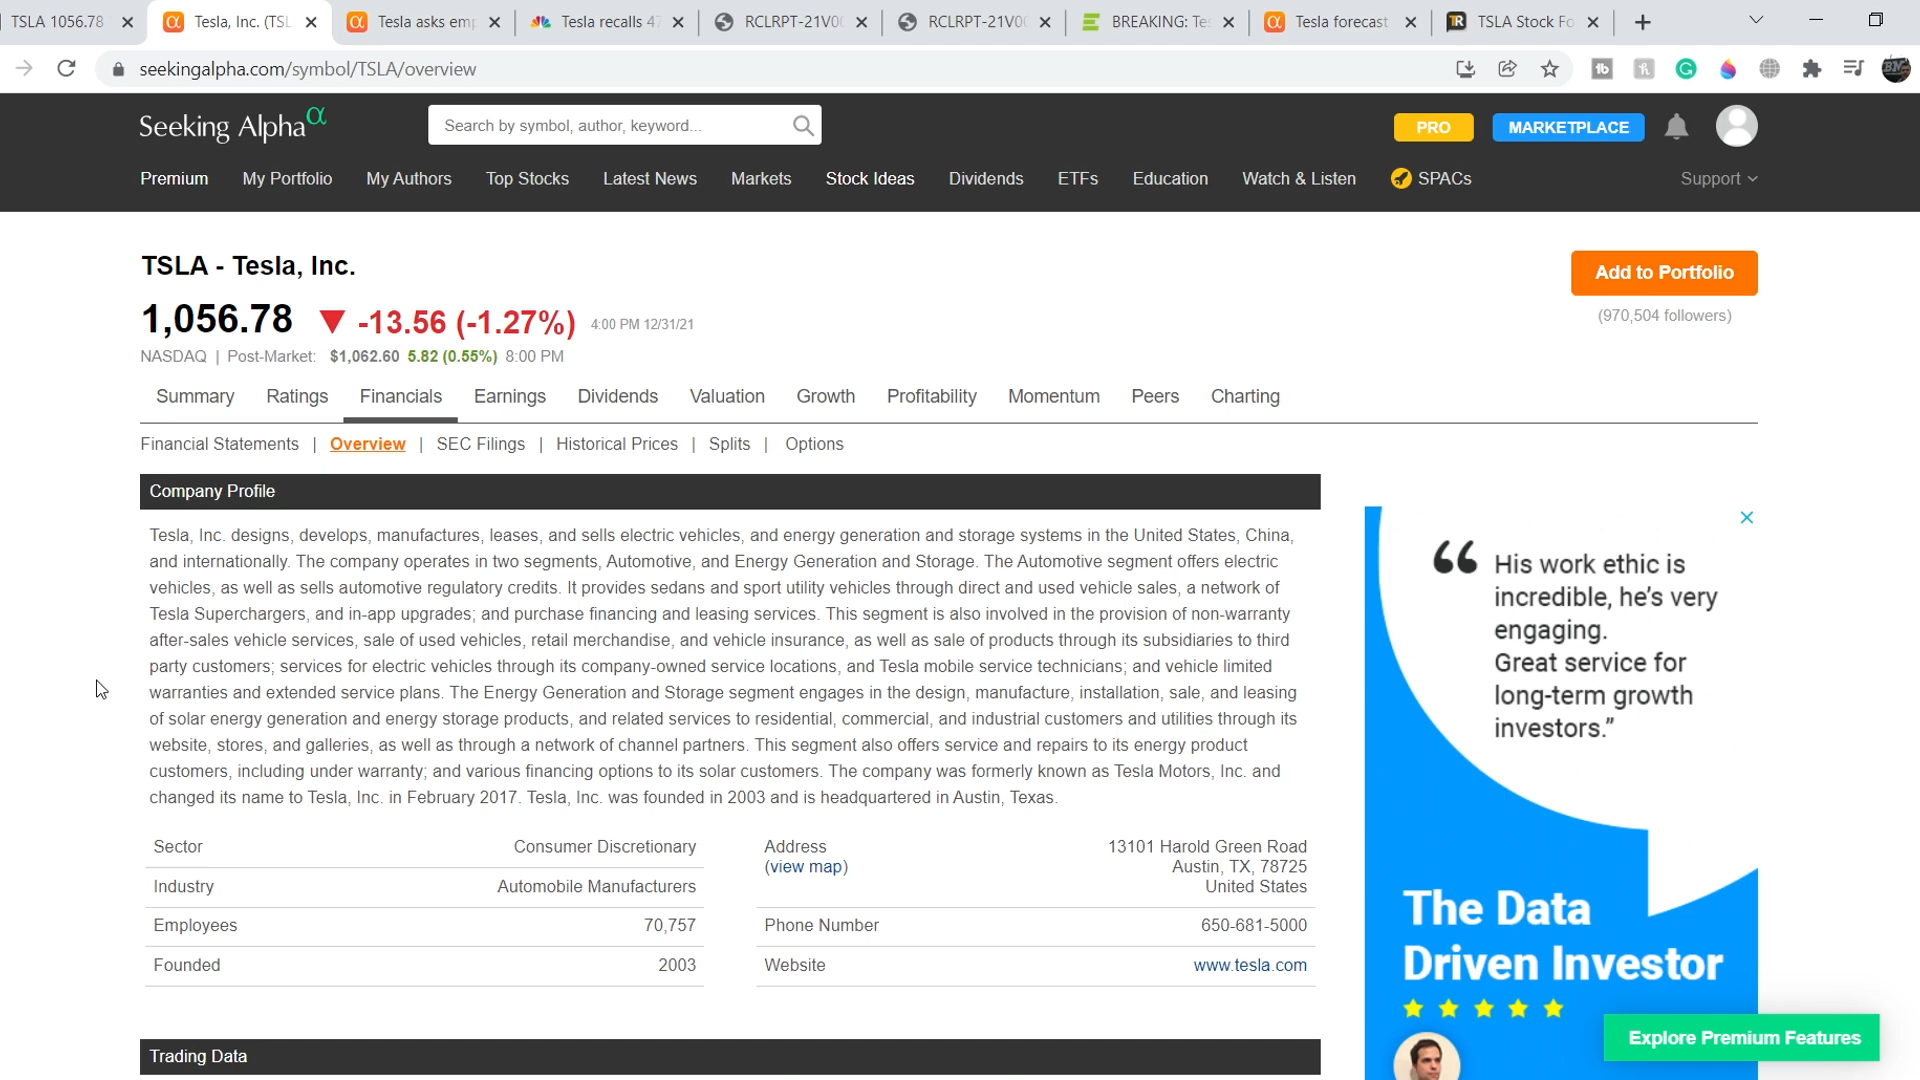 TSLA 1056.78
Tesla, Inc. (TSL
Tesla asks emp
Tesla recalls 47
RCLRPT-21V00
RCLRPT-21V00
BREAKING: Tes
Tesla forecast
TSLA Stock Fo
seekingalpha.com/symbol/TSLA/overview
Seeking Alpha α
Search by symbol, author, keyword...
PRO
MARKETPLACE
Premium
My Portfolio
My Authors
Top Stocks
Latest News
Markets
Stock Ideas
Dividends
ETFs
Education
Watch & Listen
SPACs
Support
TSLA - Tesla, Inc.
Add to Portfolio
1,056.78 ▼ -13.56 (-1.27%) 4:00 PM 12/31/21
(970,504 followers)
NASDAQ | Post-Market: $1,062.60 5.82 (0.55%) 8:00 PM
Summary
Ratings
Financials
Earnings
Dividends
Valuation
Growth
Profitability
Momentum
Peers
Charting
Financial Statements | Overview | SEC Filings | Historical Prices | Splits | Options
Company Profile
Tesla, Inc. designs, develops, manufactures, leases, and sells electric vehicles, and energy generation and storage systems in the United States, China,
and internationally. The company operates in two segments, Automotive, and Energy Generation and Storage. The Automotive segment offers electric
vehicles, as well as sells automotive regulatory credits. It provides sedans and sport utility vehicles through direct and used vehicle sales, a network of
Tesla Superchargers, and in-app upgrades; and purchase financing and leasing services. This segment is also involved in the provision of non-warranty
after-sales vehicle services, sale of used vehicles, retail merchandise, and vehicle insurance, as well as sale of products through its subsidiaries to third
party customers; services for electric vehicles through its company-owned service locations, and Tesla mobile service technicians; and vehicle limited
warranties and extended service plans. The Energy Generation and Storage segment engages in the design, manufacture, installation, sale, and leasing
of solar energy generation and energy storage products, and related services to residential, commercial, and industrial customers and utilities through its
website, stores, and galleries, as well as through a network of channel partners. This segment also offers service and repairs to its energy product
customers, including under warranty; and various financing options to its solar customers. The company was formerly known as Tesla Motors, Inc. and
changed its name to Tesla, Inc. in February 2017. Tesla, Inc. was founded in 2003 and is headquartered in Austin, Texas.
Sector Consumer Discretionary
Industry Automobile Manufacturers
Employees 70,757
Founded 2003
Address 13101 Harold Green Road
(view map) Austin, TX, 78725
United States
Phone Number 650-681-5000
Website www.tesla.com
Trading Data
“ His work ethic is
incredible, he's very
engaging.
Great service for
long-term growth
investors.”
The Data
Driven Investor
Explore Premium Features